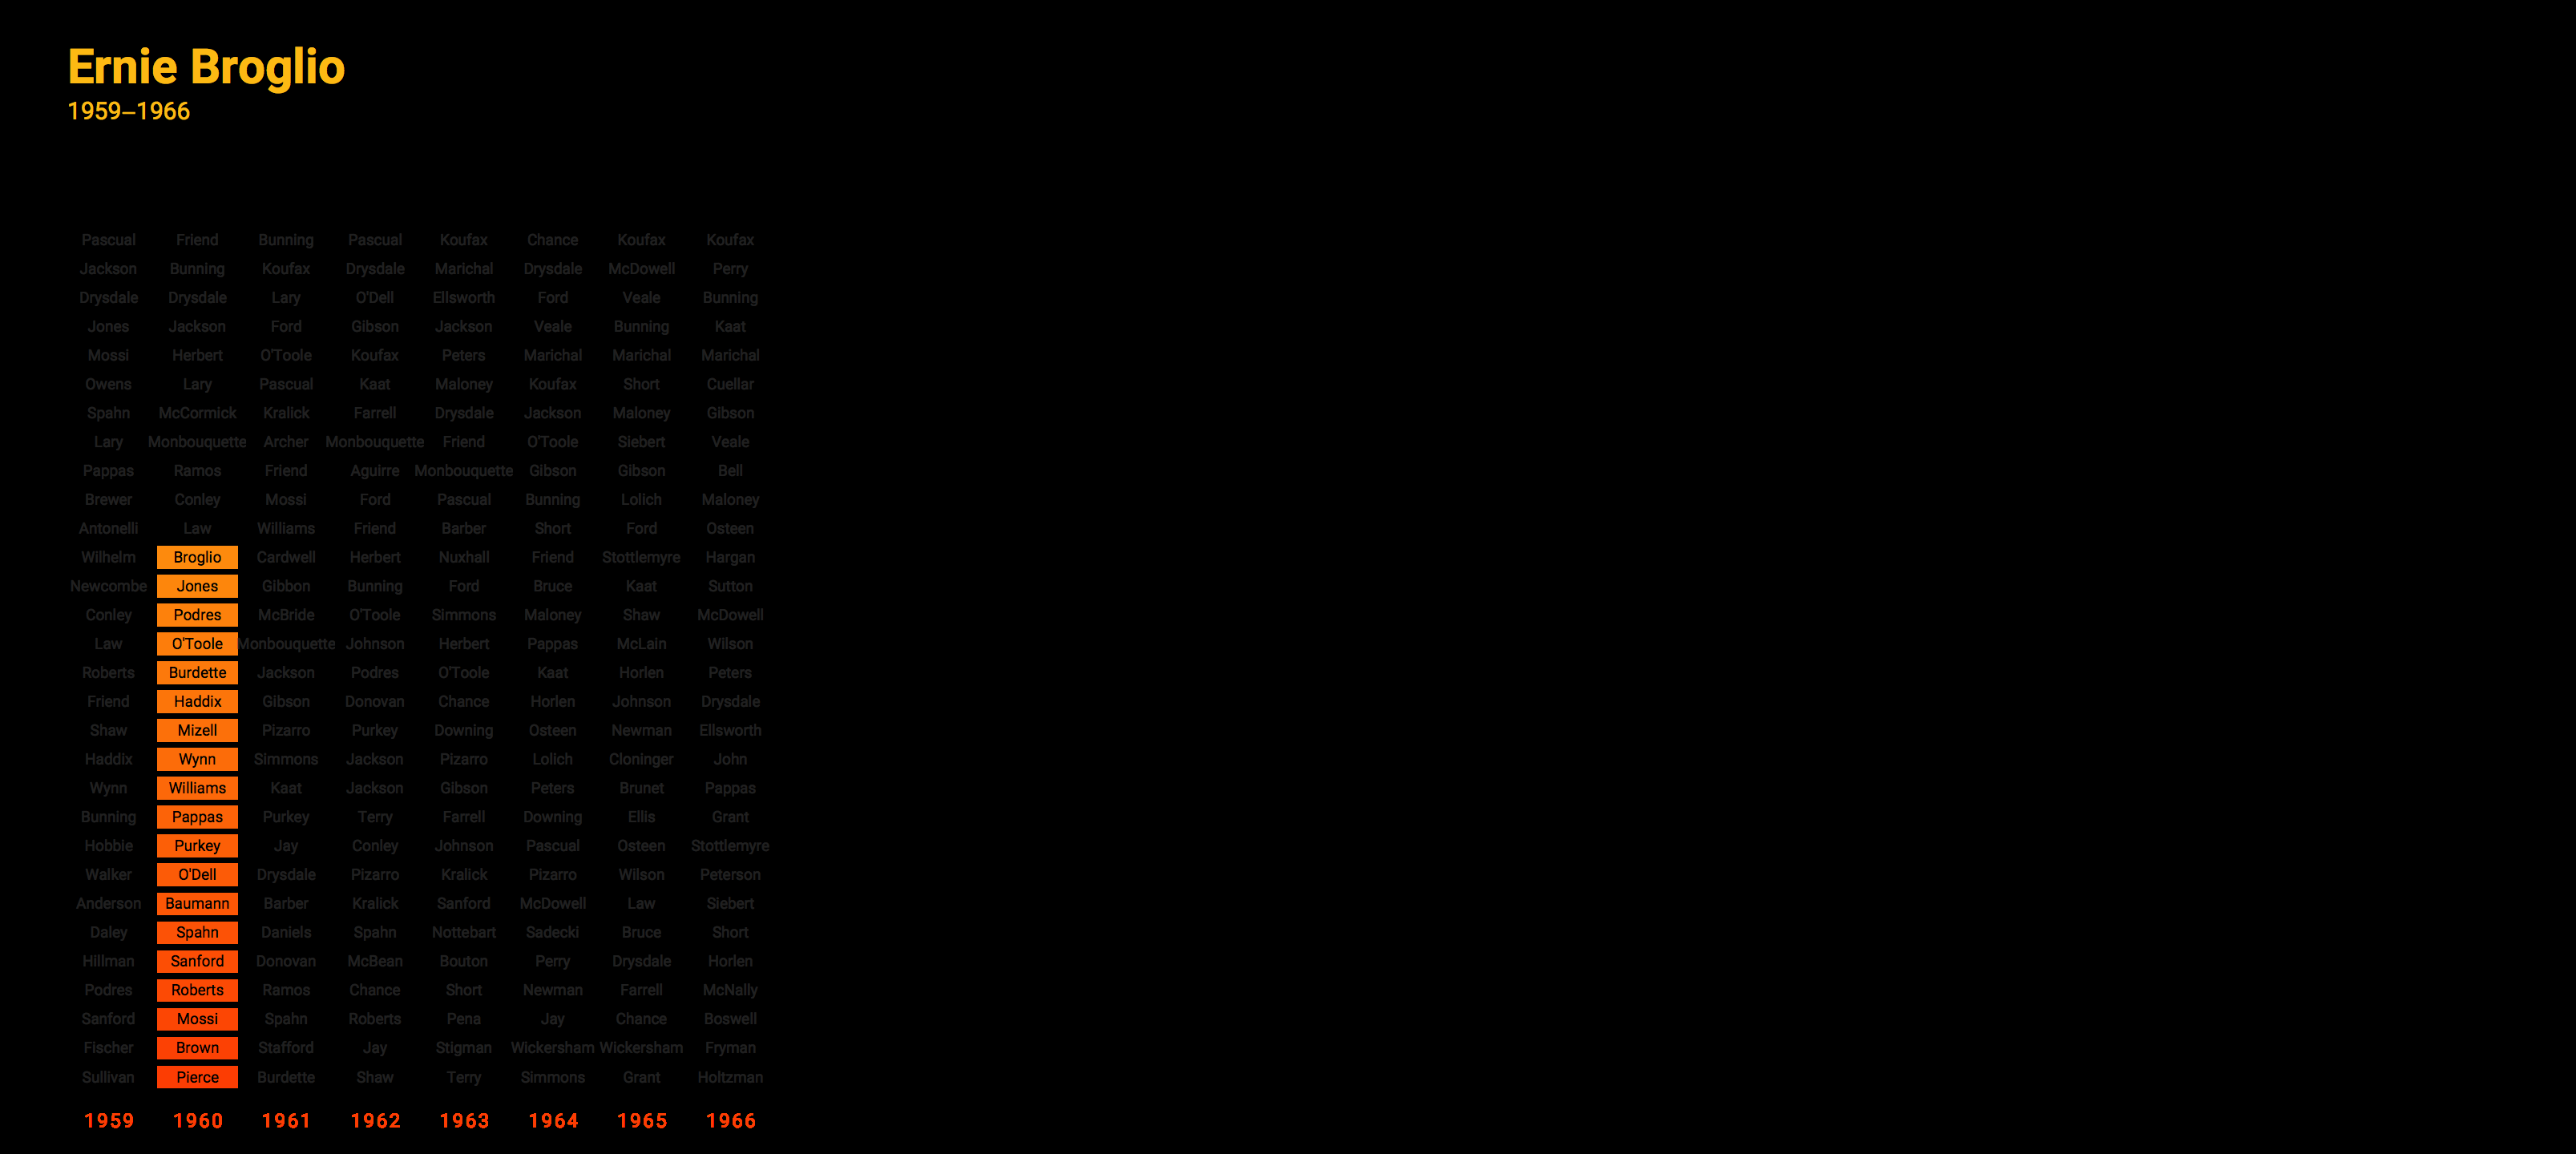 Ernie Broglio
1959–1966
Pascual Friend Bunning Pascual Koufax Chance Koufax Koufax
Jackson Bunning Koufax Drysdale Marichal Drysdale McDowell Perry
Drysdale Drysdale Lary O'Dell Ellsworth Ford Veale Bunning
Jones Jackson Ford Gibson Jackson Veale Bunning Kaat
Mossi Herbert O'Toole Koufax Peters Marichal Marichal Marichal
Owens Lary Pascual Kaat Maloney Koufax Short Cuellar
Spahn McCormick Kralick Farrell Drysdale Jackson Maloney Gibson
Lary Monbouquette Archer Monbouquette Friend O'Toole Siebert Veale
Pappas Ramos Friend Aguirre Monbouquette Gibson Gibson Bell
Brewer Conley Mossi Ford Pascual Bunning Lolich Maloney
Antonelli Law Williams Friend Barber Short Ford Osteen
Wilhelm Broglio Cardwell Herbert Nuxhall Friend Stottlemyre Hargan
Newcombe Jones Gibbon Bunning Ford Bruce Kaat Sutton
Conley Podres McBride O'Toole Simmons Maloney Shaw McDowell
Law O'Toole Monbouquette Johnson Herbert Pappas McLain Wilson
Roberts Burdette Jackson Podres O'Toole Kaat Horlen Peters
Friend Haddix Gibson Donovan Chance Horlen Johnson Drysdale
Shaw Mizell Pizarro Purkey Downing Osteen Newman Ellsworth
Haddix Wynn Simmons Jackson Pizarro Lolich Cloninger John
Wynn Williams Kaat Jackson Gibson Peters Brunet Pappas
Bunning Pappas Purkey Terry Farrell Downing Ellis Grant
Hobbie Purkey Jay Conley Johnson Pascual Osteen Stottlemyre
Walker O'Dell Drysdale Pizarro Kralick Pizarro Wilson Peterson
Anderson Baumann Barber Kralick Sanford McDowell Law Siebert
Daley Spahn Daniels Spahn Nottebart Sadecki Bruce Short
Hillman Sanford Donovan McBean Bouton Perry Drysdale Horlen
Podres Roberts Ramos Chance Short Newman Farrell McNally
Sanford Mossi Spahn Roberts Pena Jay Chance Boswell
Fischer Brown Stafford Jay Stigman Wickersham Wickersham Fryman
Sullivan Pierce Burdette Shaw Terry Simmons Grant Holtzman
1959 1960 1961 1962 1963 1964 1965 1966